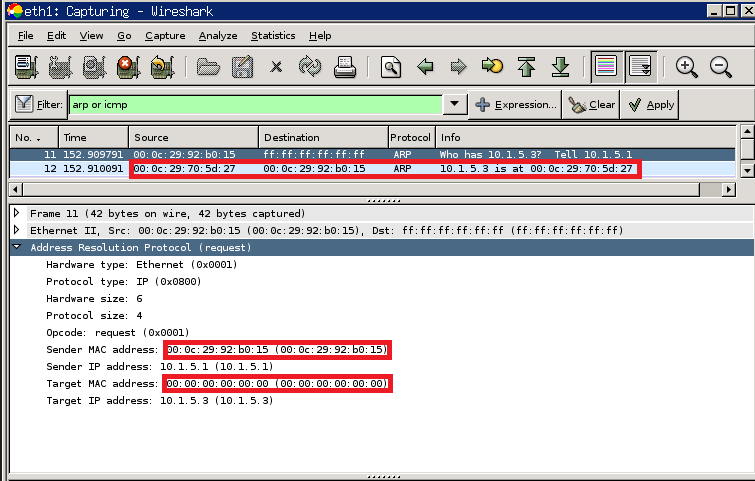 eth1: Capturing - Wireshark
File Edit View Go Capture Analyze Statistics Help
Filter: arp or icmp Expression... Clear Apply
No. . Time Source Destination Protocol Info
11 152.909791 00:0c:29:92:b0:15 ff:ff:ff:ff:ff:ff ARP Who has 10.1.5.3? Tell 10.1.5.1
12 152.910091 00:0c:29:70:5d:27 00:0c:29:92:b0:15 ARP 10.1.5.3 is at 00:0c:29:70:5d:27
Frame 11 (42 bytes on wire, 42 bytes captured)
Ethernet II, Src: 00:0c:29:92:b0:15 (00:0c:29:92:b0:15), Dst: ff:ff:ff:ff:ff:ff (ff:ff:ff:ff:ff:ff)
Address Resolution Protocol (request)
Hardware type: Ethernet (0x0001)
Protocol type: IP (0x0800)
Hardware size: 6
Protocol size: 4
Opcode: request (0x0001)
Sender MAC address: 00:0c:29:92:b0:15 (00:0c:29:92:b0:15)
Sender IP address: 10.1.5.1 (10.1.5.1)
Target MAC address: 00:00:00:00:00:00 (00:00:00:00:00:00)
Target IP address: 10.1.5.3 (10.1.5.3)